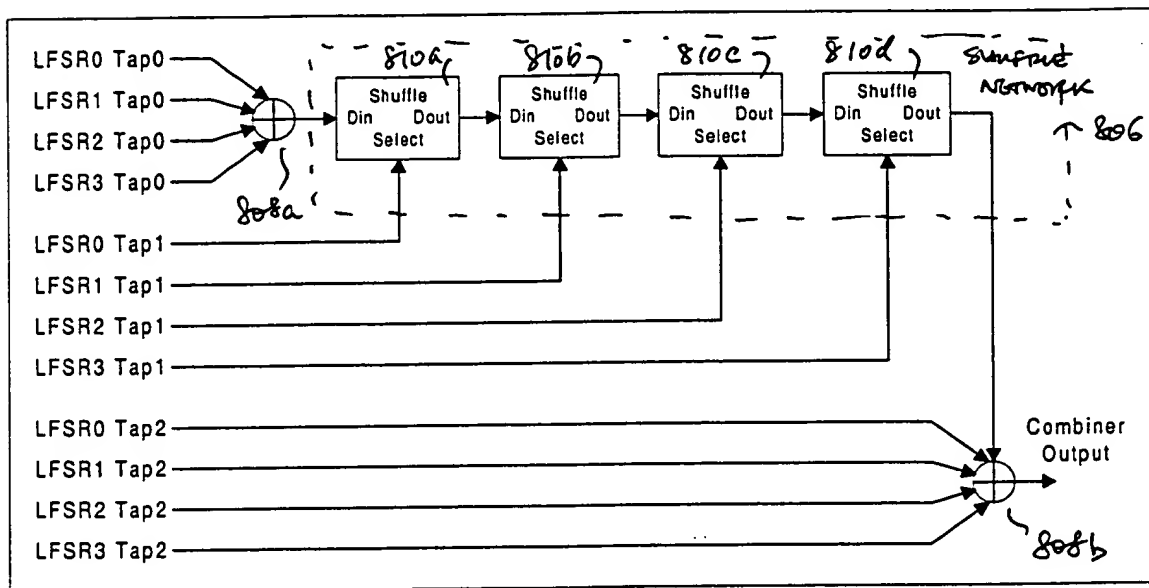 810a
810b
810c
810d
SHUFFLE
NETWORK
806
LFSR0 Tap0
LFSR1 Tap0
LFSR2 Tap0
LFSR3 Tap0
808a
Shuffle
Din Dout
Select
Shuffle
Din Dout
Select
Shuffle
Din Dout
Select
Shuffle
Din Dout
Select
LFSR0 Tap1
LFSR1 Tap1
LFSR2 Tap1
LFSR3 Tap1
LFSR0 Tap2
LFSR1 Tap2
LFSR2 Tap2
LFSR3 Tap2
Combiner
Output
808b